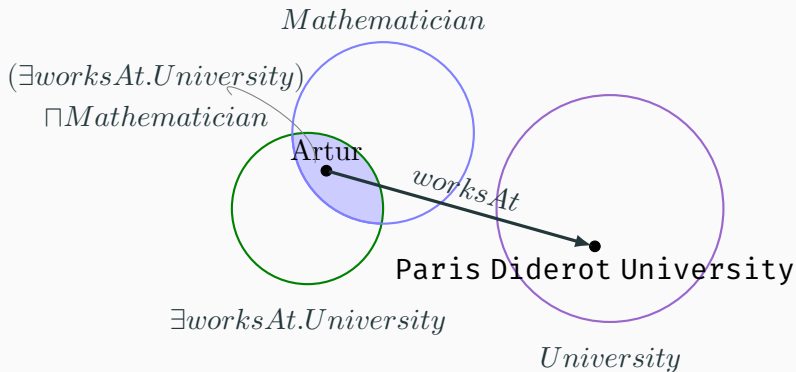 Mathematician
(∃worksAt.University)
⊓Mathematician
Artur
worksAt
Paris Diderot University
∃worksAt.University
University